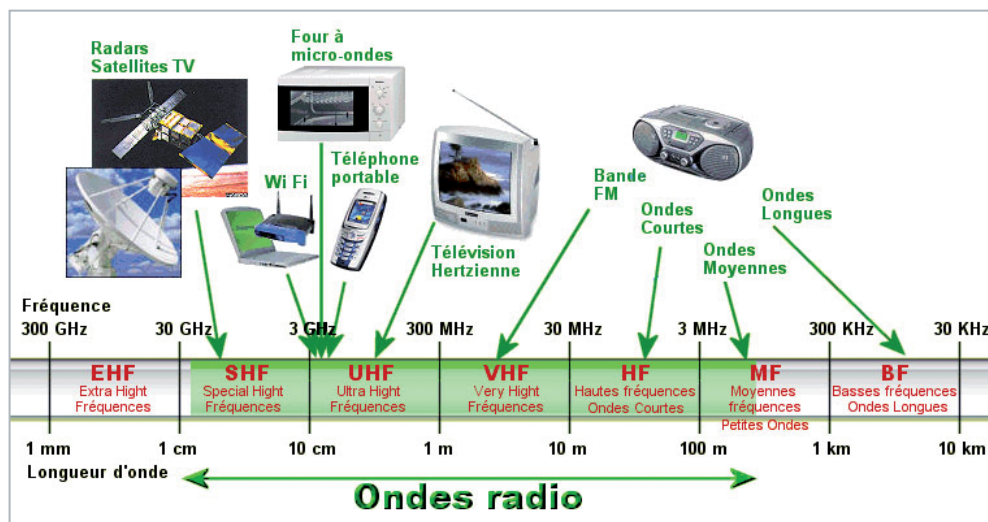 Radars
Satellites TV
Four à
micro-ondes
Wi Fi
Téléphone
portable
Télévision
Hertzienne
Bande
FM
Ondes
Courtes
Ondes
Moyennes
Ondes
Longues
Fréquence
300 GHz 30 GHz 3 GHz 300 MHz 30 MHz 3 MHz 300 KHz 30 KHz
EHF SHF UHF VHF HF MF BF
Extra Hight Special Hight Ultra Hight Very Hight Hautes fréquences Moyennes Basses fréquences
Fréquences Fréquences Fréquences Fréquences Ondes Courtes fréquences Ondes Longues
Petites Ondes
1 mm 1 cm 10 cm 1 m 10 m 100 m 1 km 10 km
Longueur d'onde
Ondes radio